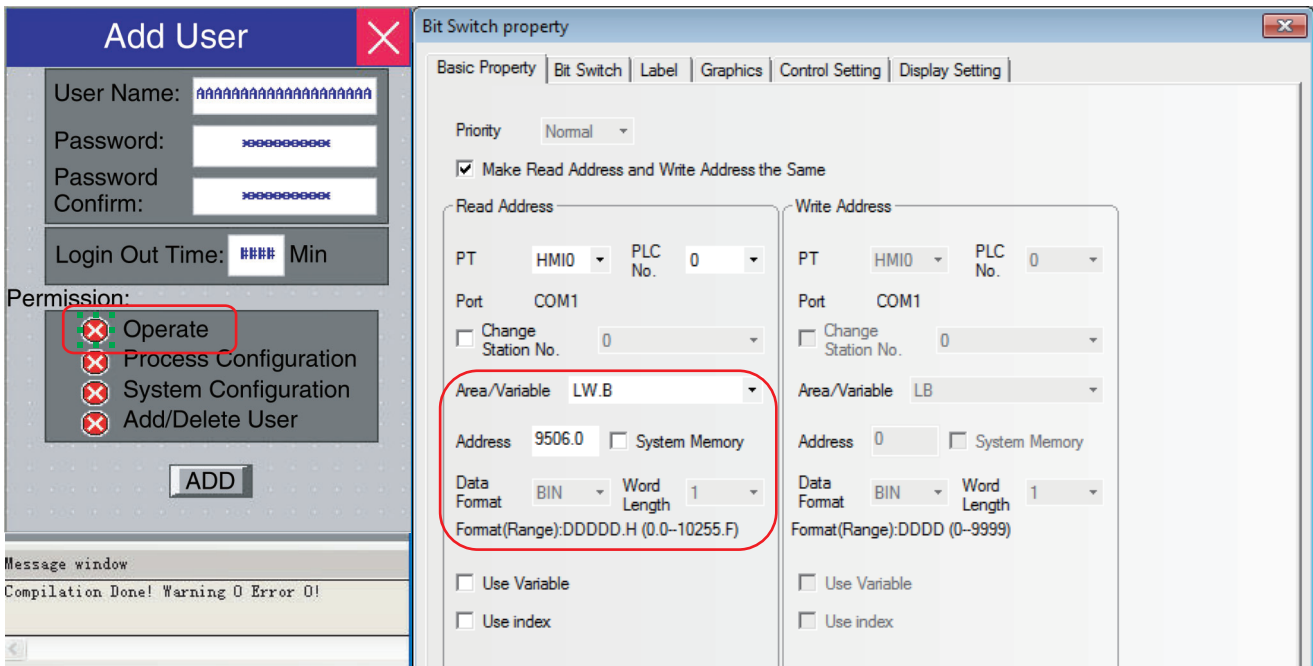 Add User
User Name: AAAAAAAAAAAAAAAAAAAA
Password: **********
Password
Confirm: **********
Login Out Time: #### Min
Permission:
Operate
Process Configuration
System Configuration
Add/Delete User
ADD
Message window
Compilation Done! Warning 0 Error 0!
Bit Switch property
Basic Property Bit Switch Label Graphics Control Setting Display Setting
Priority Normal
Make Read Address and Write Address the Same
Read Address
PT HMI0 PLC No. 0
Port COM1
Change Station No. 0
Area/Variable LW.B
Address 9506.0 System Memory
Data Format BIN Word Length 1
Format(Range):DDDDD.H (0.0--10255.F)
Use Variable
Use index
Write Address
PT HMI0 PLC No. 0
Port COM1
Change Station No. 0
Area/Variable LB
Address 0 System Memory
Data Format BIN Word Length 1
Format(Range):DDDD (0--9999)
Use Variable
Use index